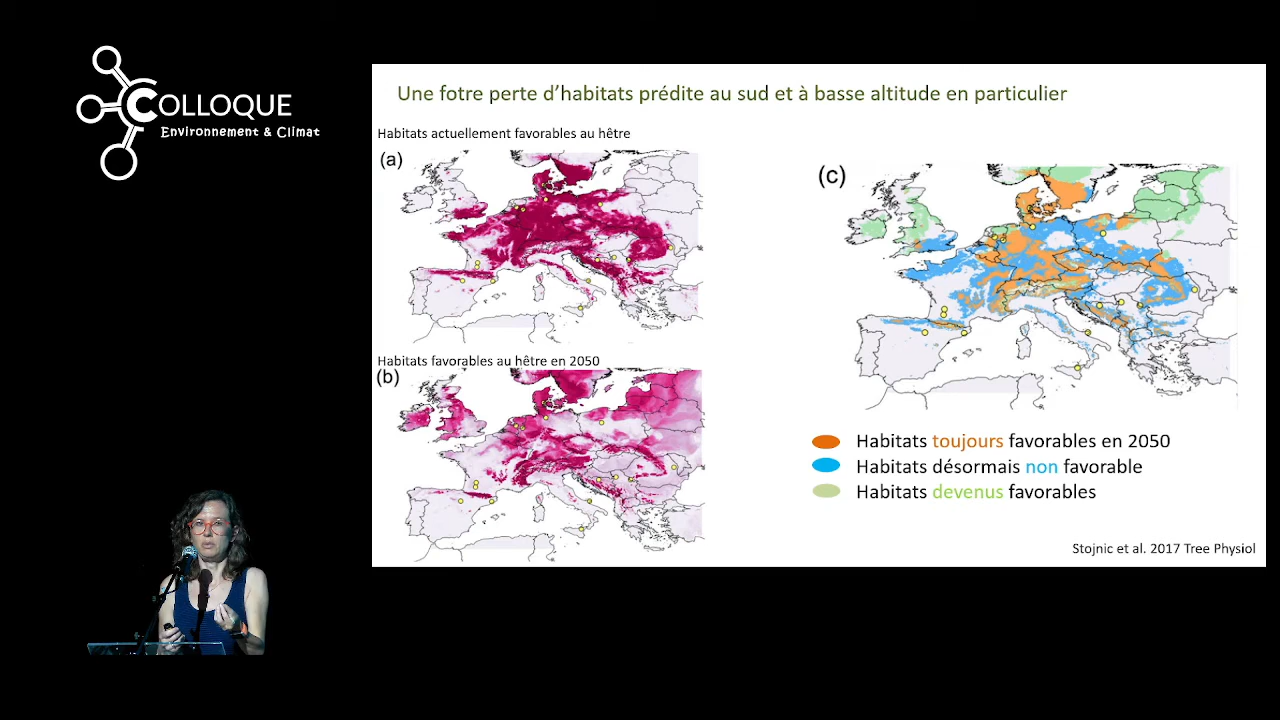 COLLOQUE
Environnement & Climat
Une fotre perte d'habitats prédite au sud et à basse altitude en particulier
Habitats actuellement favorables au hêtre
(a)
(c)
Habitats favorables au hêtre en 2050
(b)
Habitats toujours favorables en 2050
Habitats désormais non favorable
Habitats devenus favorables
Stojnic et al. 2017 Tree Physiol